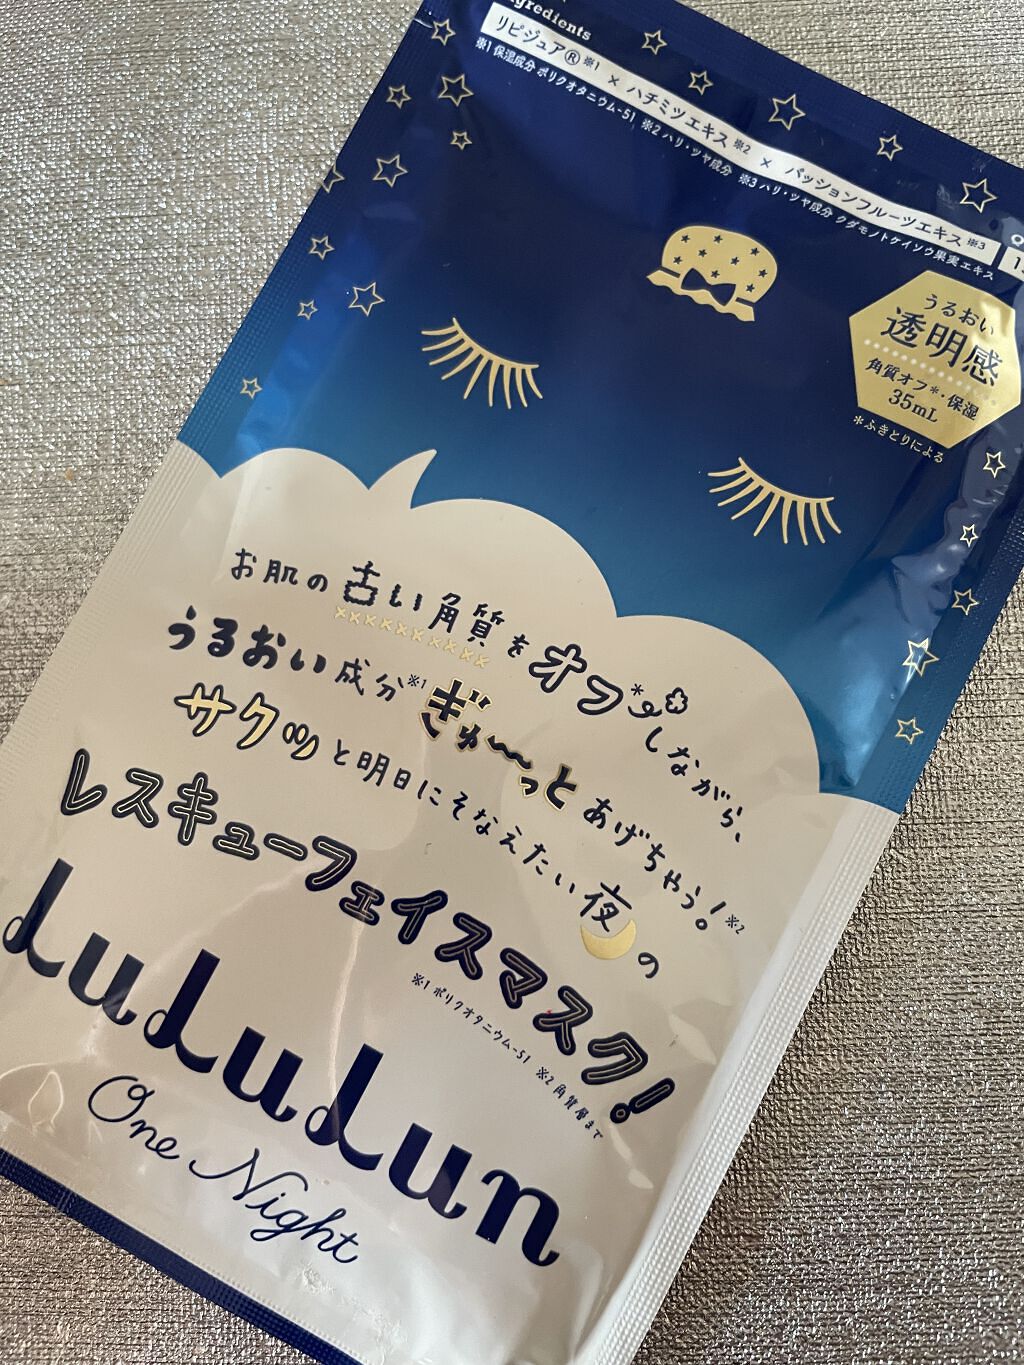 ingredients
リピジュア®※1 × ハチミツエキス※2 × パッションフルーツエキス※3
※1 保湿成分 ポリクオタニウム-51 ※2 ハリ・ツヤ成分 ※3 ハリ・ツヤ成分 クダモノトケイソウ果実エキス
うるおい
透明感
角質オフ*・保湿
35mL
*ふきとりによる
お肌の古い角質をオフ*しながら、
うるおい成分※1ぎゅ〜っとあげちゃう!※2
サクッと明日にそなえたい夜の
レスキューフェイスマスク!
※1 ポリクオタニウム-51 ※2 角質層まで
LuLuLun
One Night